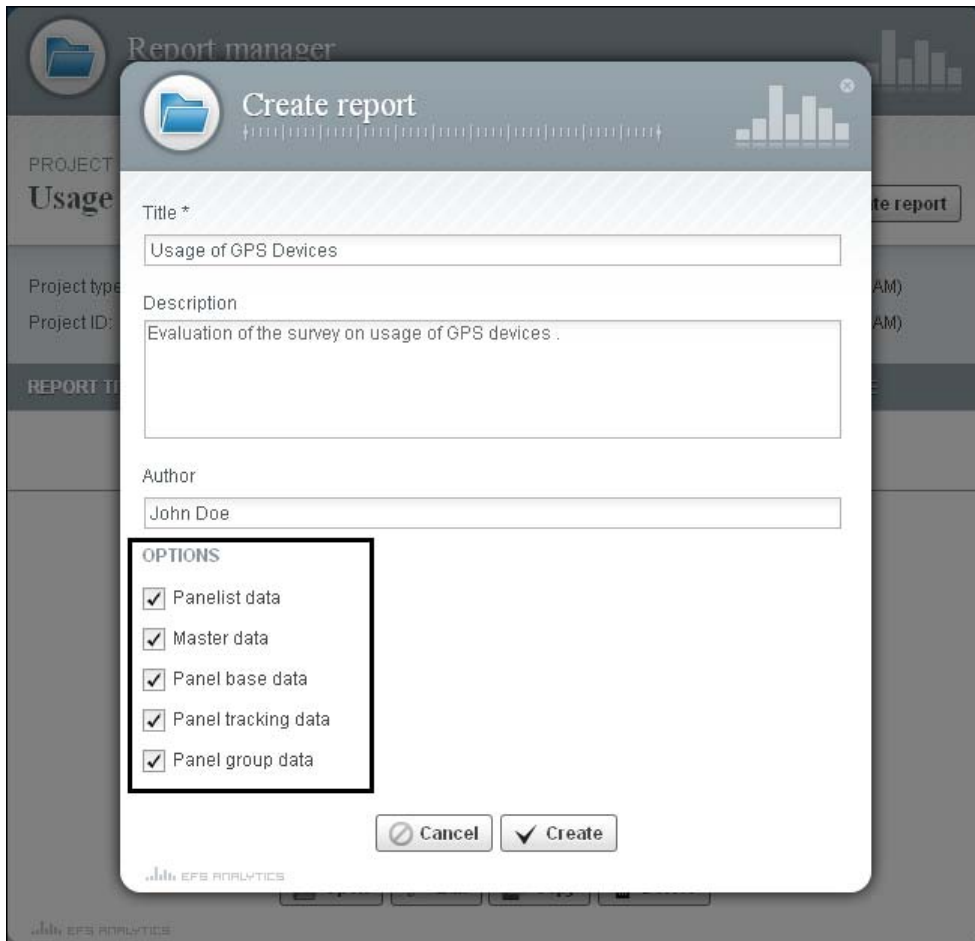 Report manager
Create report
PROJECT
Usage
te report
Title *
Usage of GPS Devices
Project type
AM)
Description
Project ID:
AM)
Evaluation of the survey on usage of GPS devices .
REPORT TI
Author
John Doe
OPTIONS
Panelist data
Master data
Panel base data
Panel tracking data
Panel group data
Cancel
Create
EFS ANALYTICS
EFS ANALYTICS